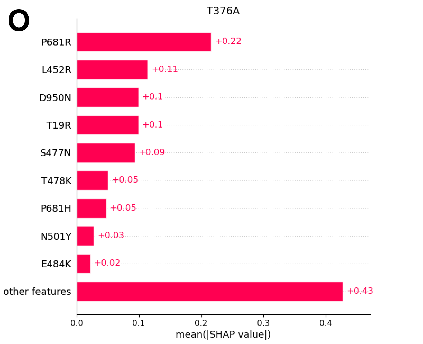 O
T376A
P681R +0.22
L452R +0.11
D950N +0.1
T19R +0.1
S477N +0.09
T478K +0.05
P681H +0.05
N501Y +0.03
E484K +0.02
other features +0.43
0.0 0.1 0.2 0.3 0.4
mean(|SHAP value|)